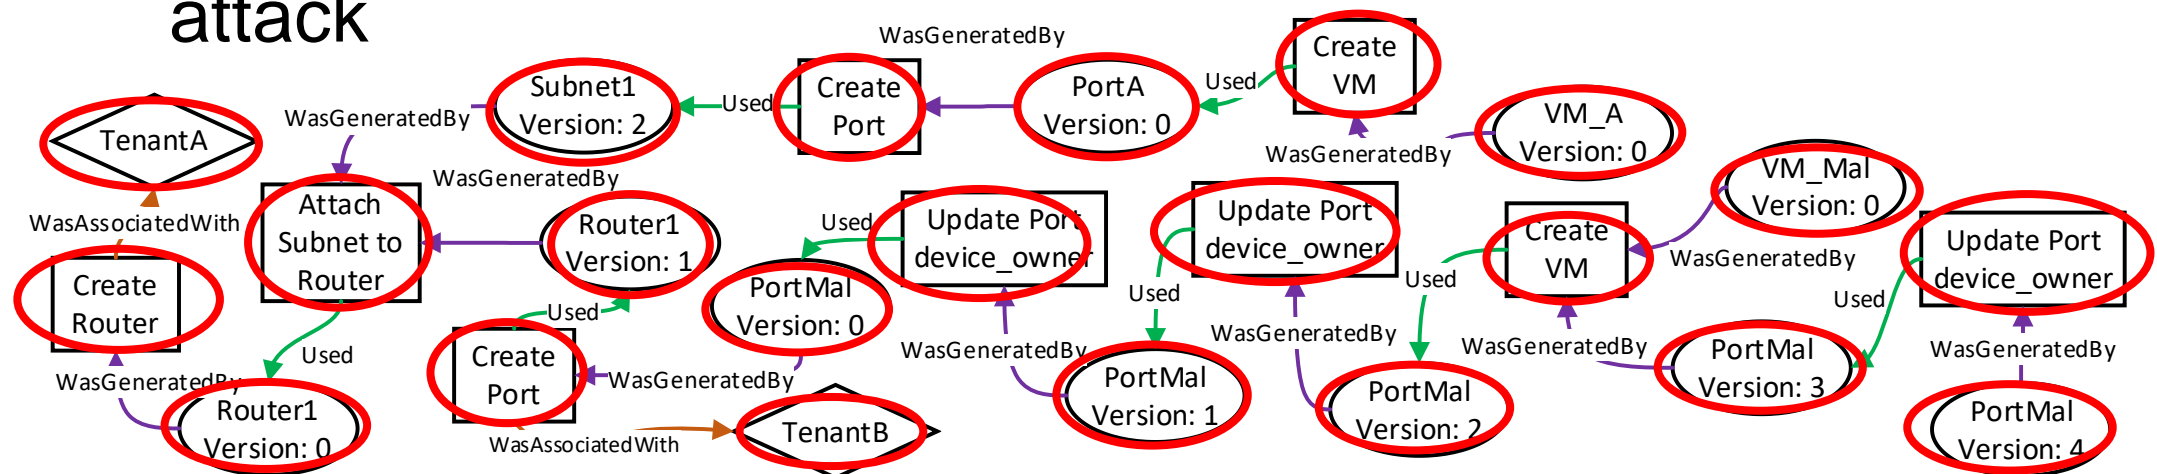 attack
TenantA
WasAssociatedWith
Create
Router
WasGeneratedBy
Router1
Version: 0
Used
Attach
Subnet to
Router
WasGeneratedBy
Subnet1
Version: 2
WasGeneratedBy
Router1
Version: 1
Used
Create
Port
WasAssociatedWith
TenantB
WasGeneratedBy
PortMal
Version: 0
Used
Update Port
device_owner
Used
Create
Port
WasGeneratedBy
PortA
Version: 0
Used
Create
VM
WasGeneratedBy
VM_A
Version: 0
WasGeneratedBy
PortMal
Version: 1
Used
Update Port
device_owner
WasGeneratedBy
PortMal
Version: 2
Used
Create
VM
WasGeneratedBy
VM_Mal
Version: 0
WasGeneratedBy
PortMal
Version: 3
Used
Update Port
device_owner
WasGeneratedBy
PortMal
Version: 4